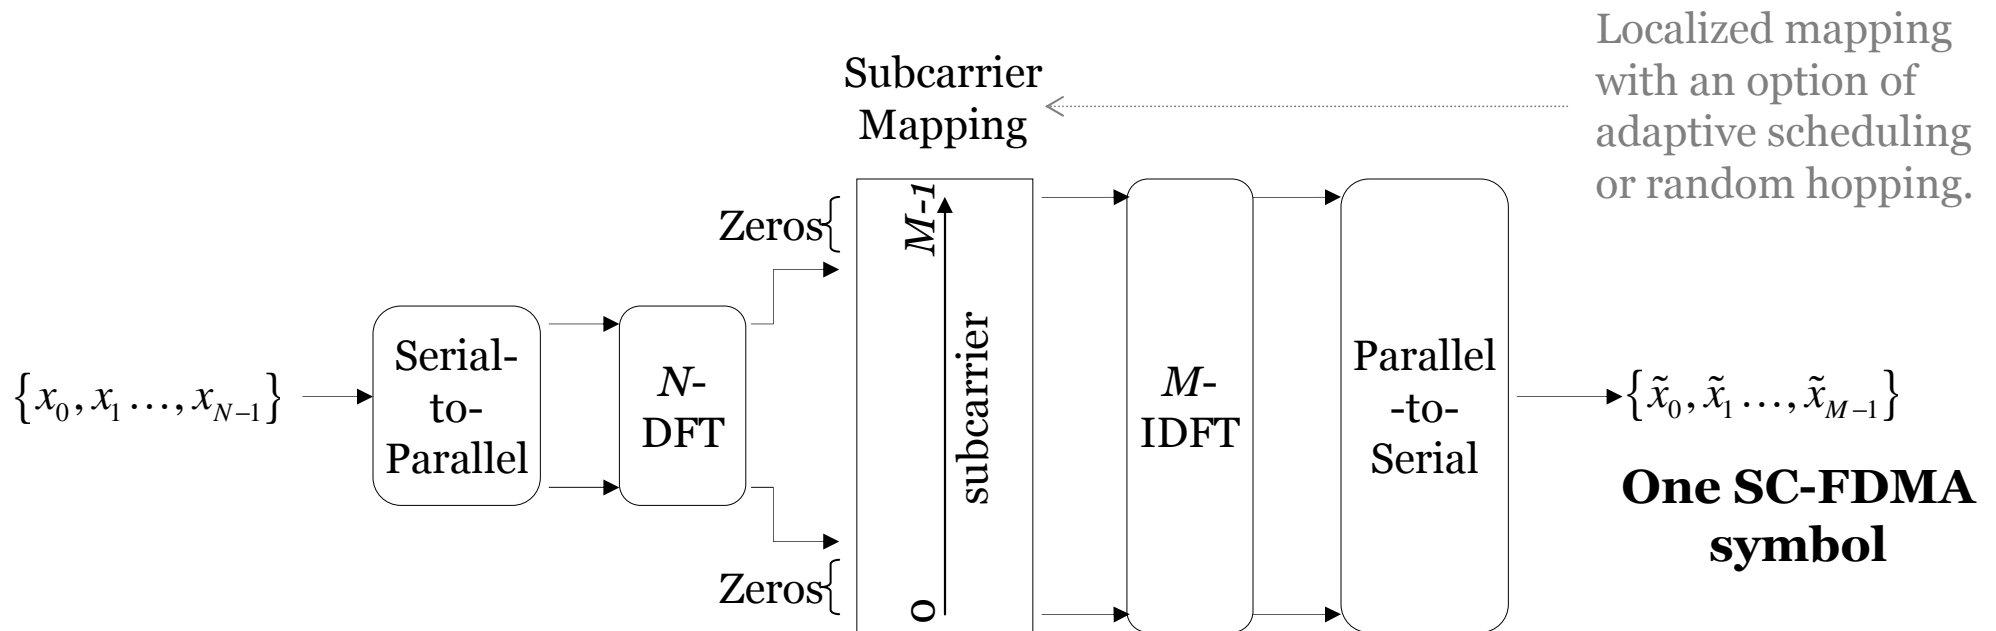 Localized mapping
with an option of
adaptive scheduling
or random hopping.
Subcarrier
Mapping
Zeros{
M-1
subcarrier
0
Zeros{
{x₀, x₁ ..., x_{N−1}}
Serial-
to-
Parallel
N-
DFT
M-
IDFT
Parallel
-to-
Serial
{x̃₀, x̃₁ ..., x̃_{M−1}}
One SC-FDMA
symbol